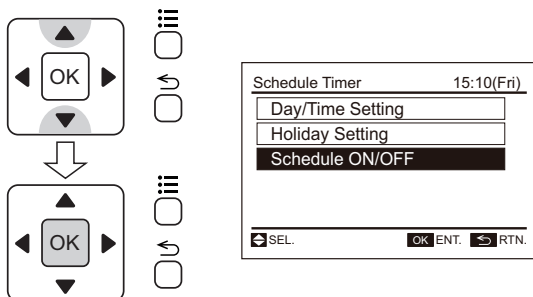 OK
OK
Schedule Timer 15:10(Fri)
Day/Time Setting
Holiday Setting
Schedule ON/OFF
SEL. OK ENT. RTN.